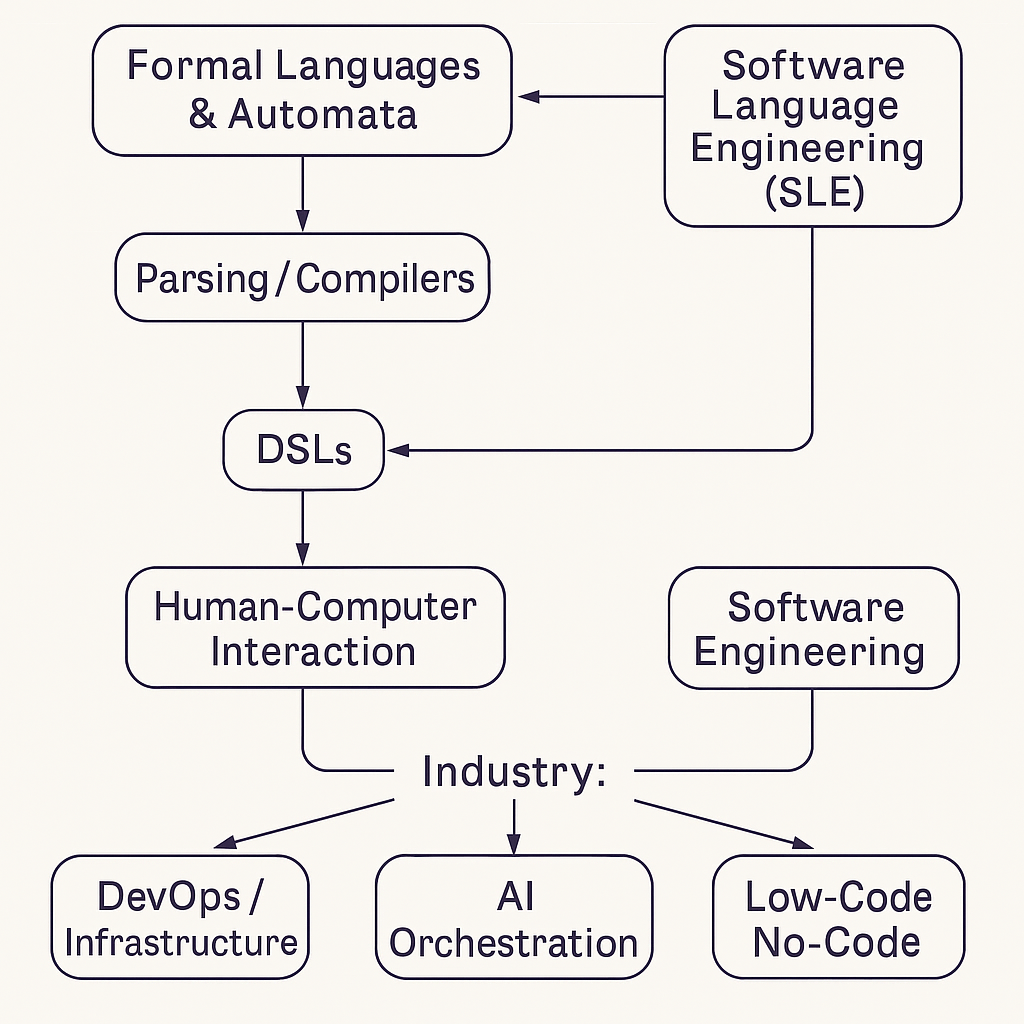 Formal Languages
& Automata
Software
Language
Engineering
(SLE)
Parsing / Compilers
DSLs
Human-Computer
Interaction
Software
Engineering
Industry:
DevOps /
Infrastructure
AI
Orchestration
Low-Code
No-Code